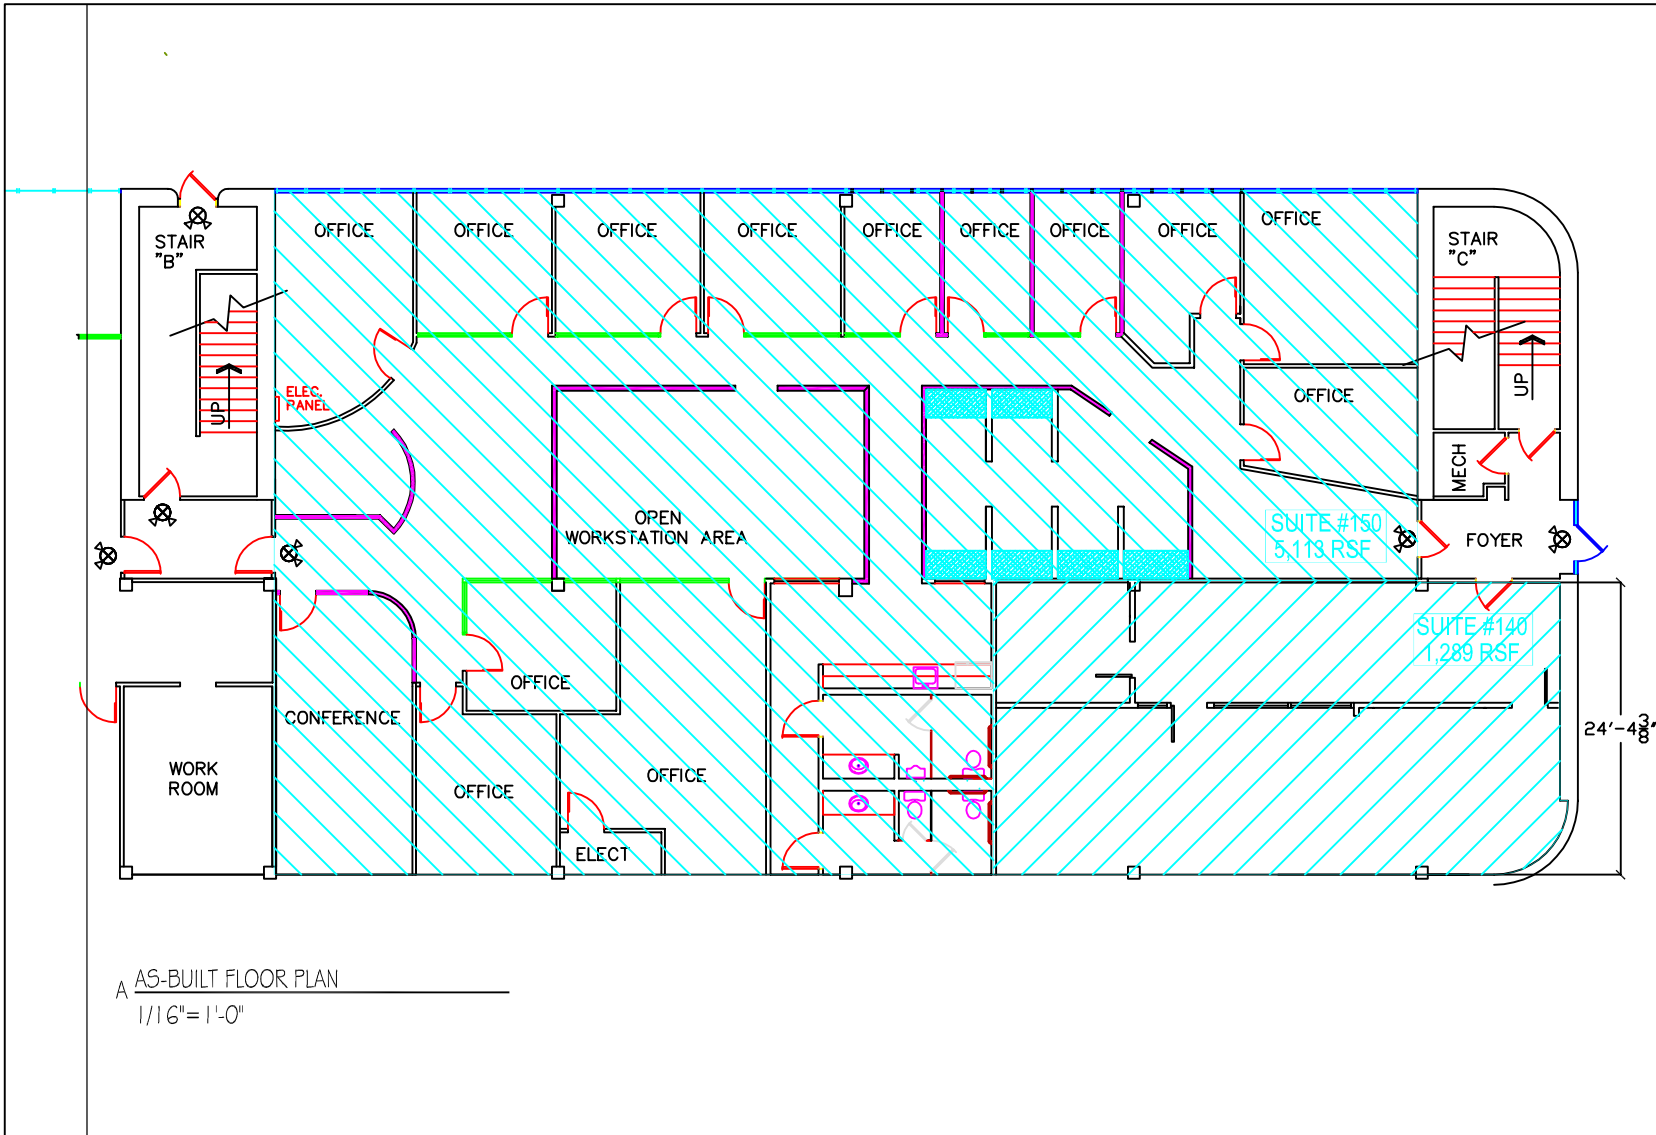 OFFICE
OFFICE
OFFICE
OFFICE
OFFICE
OFFICE
OFFICE
OFFICE
OFFICE
STAIR
"B"
STAIR
"C"
UP
UP
ELEC.
PANEL
OFFICE
MECH
OPEN
WORKSTATION AREA
SUITE #150
5,113 RSF
FOYER
SUITE #140
1,289 RSF
OFFICE
CONFERENCE
24'-4 3/8"
WORK
ROOM
OFFICE
OFFICE
ELECT
A AS-BUILT FLOOR PLAN
1/16"=1'-0"